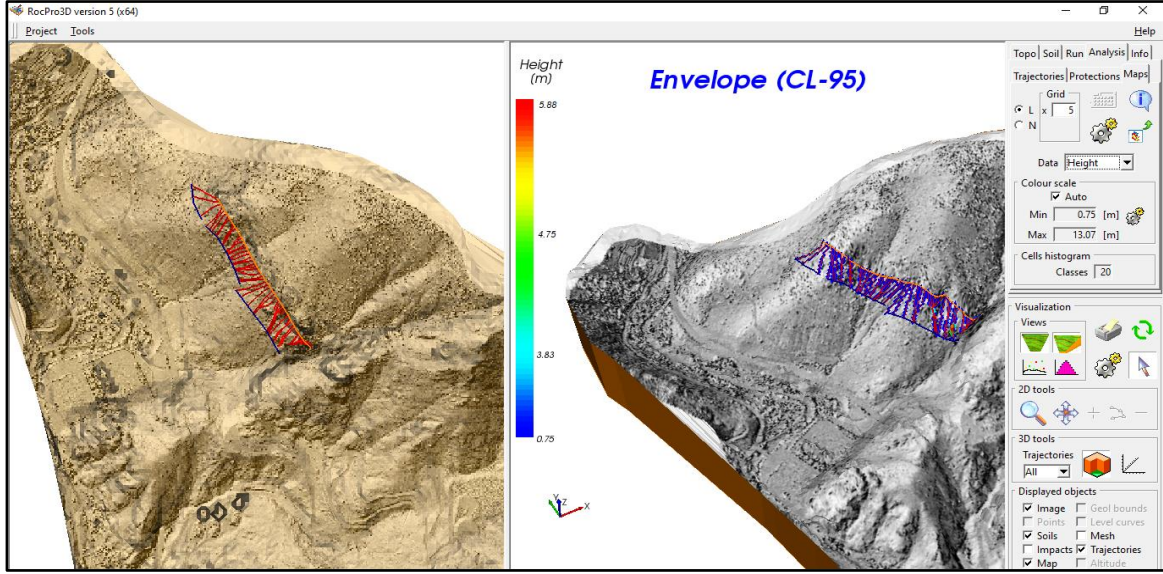 RocPro3D version 5 (x64)
Project Tools Help
Height
[m]
5.88
4.75
3.83
0.75
Envelope (CL-95)
Y Z X
Topo Soil Run Analysis Info
Trajectories Protections Maps
Grid
L x 5
N
Data Height
Colour scale
Auto
Min 0.75 [m]
Max 13.07 [m]
Cells histogram
Classes 20
Visualization
Views
2D tools
3D tools
Trajectories
All
Displayed objects
Image Geol bounds
Points Level curves
Soils Mesh
Impacts Trajectories
Map Altitude